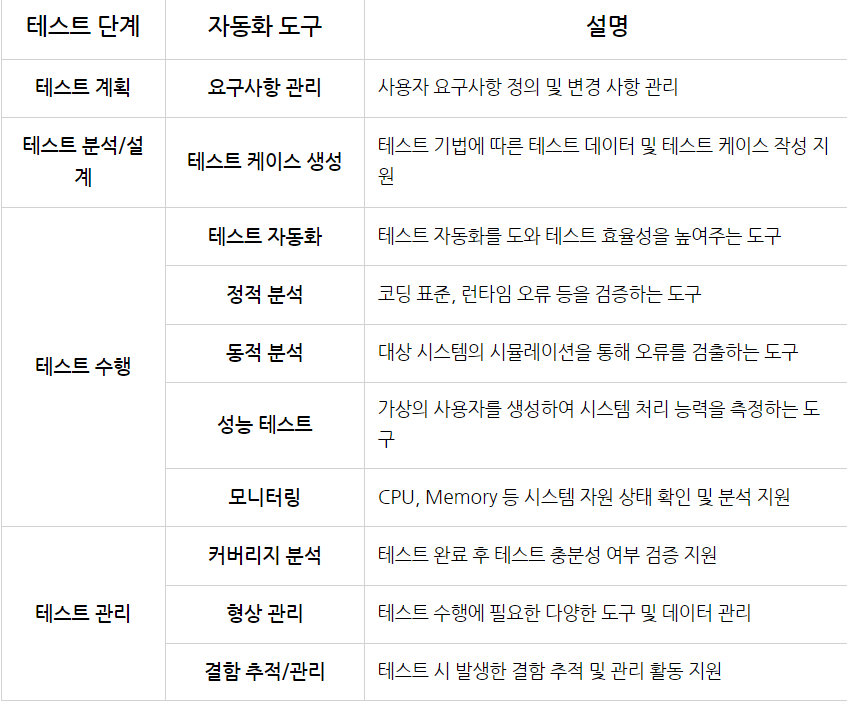 테스트 단계 자동화 도구 설명
테스트 계획 요구사항 관리 사용자 요구사항 정의 및 변경 사항 관리
테스트 분석/설
계
테스트 케이스 생성
테스트 기법에 따른 테스트 데이터 및 테스트 케이스 작성 지
원
테스트 수행
테스트 자동화 테스트 자동화를 도와 테스트 효율성을 높여주는 도구
정적 분석 코딩 표준, 런타임 오류 등을 검증하는 도구
동적 분석 대상 시스템의 시뮬레이션을 통해 오류를 검출하는 도구
성능 테스트
가상의 사용자를 생성하여 시스템 처리 능력을 측정하는 도
구
모니터링 CPU, Memory 등 시스템 자원 상태 확인 및 분석 지원
테스트 관리
커버리지 분석 테스트 완료 후 테스트 충분성 여부 검증 지원
형상 관리 테스트 수행에 필요한 다양한 도구 및 데이터 관리
결함 추적/관리 테스트 시 발생한 결함 추적 및 관리 활동 지원